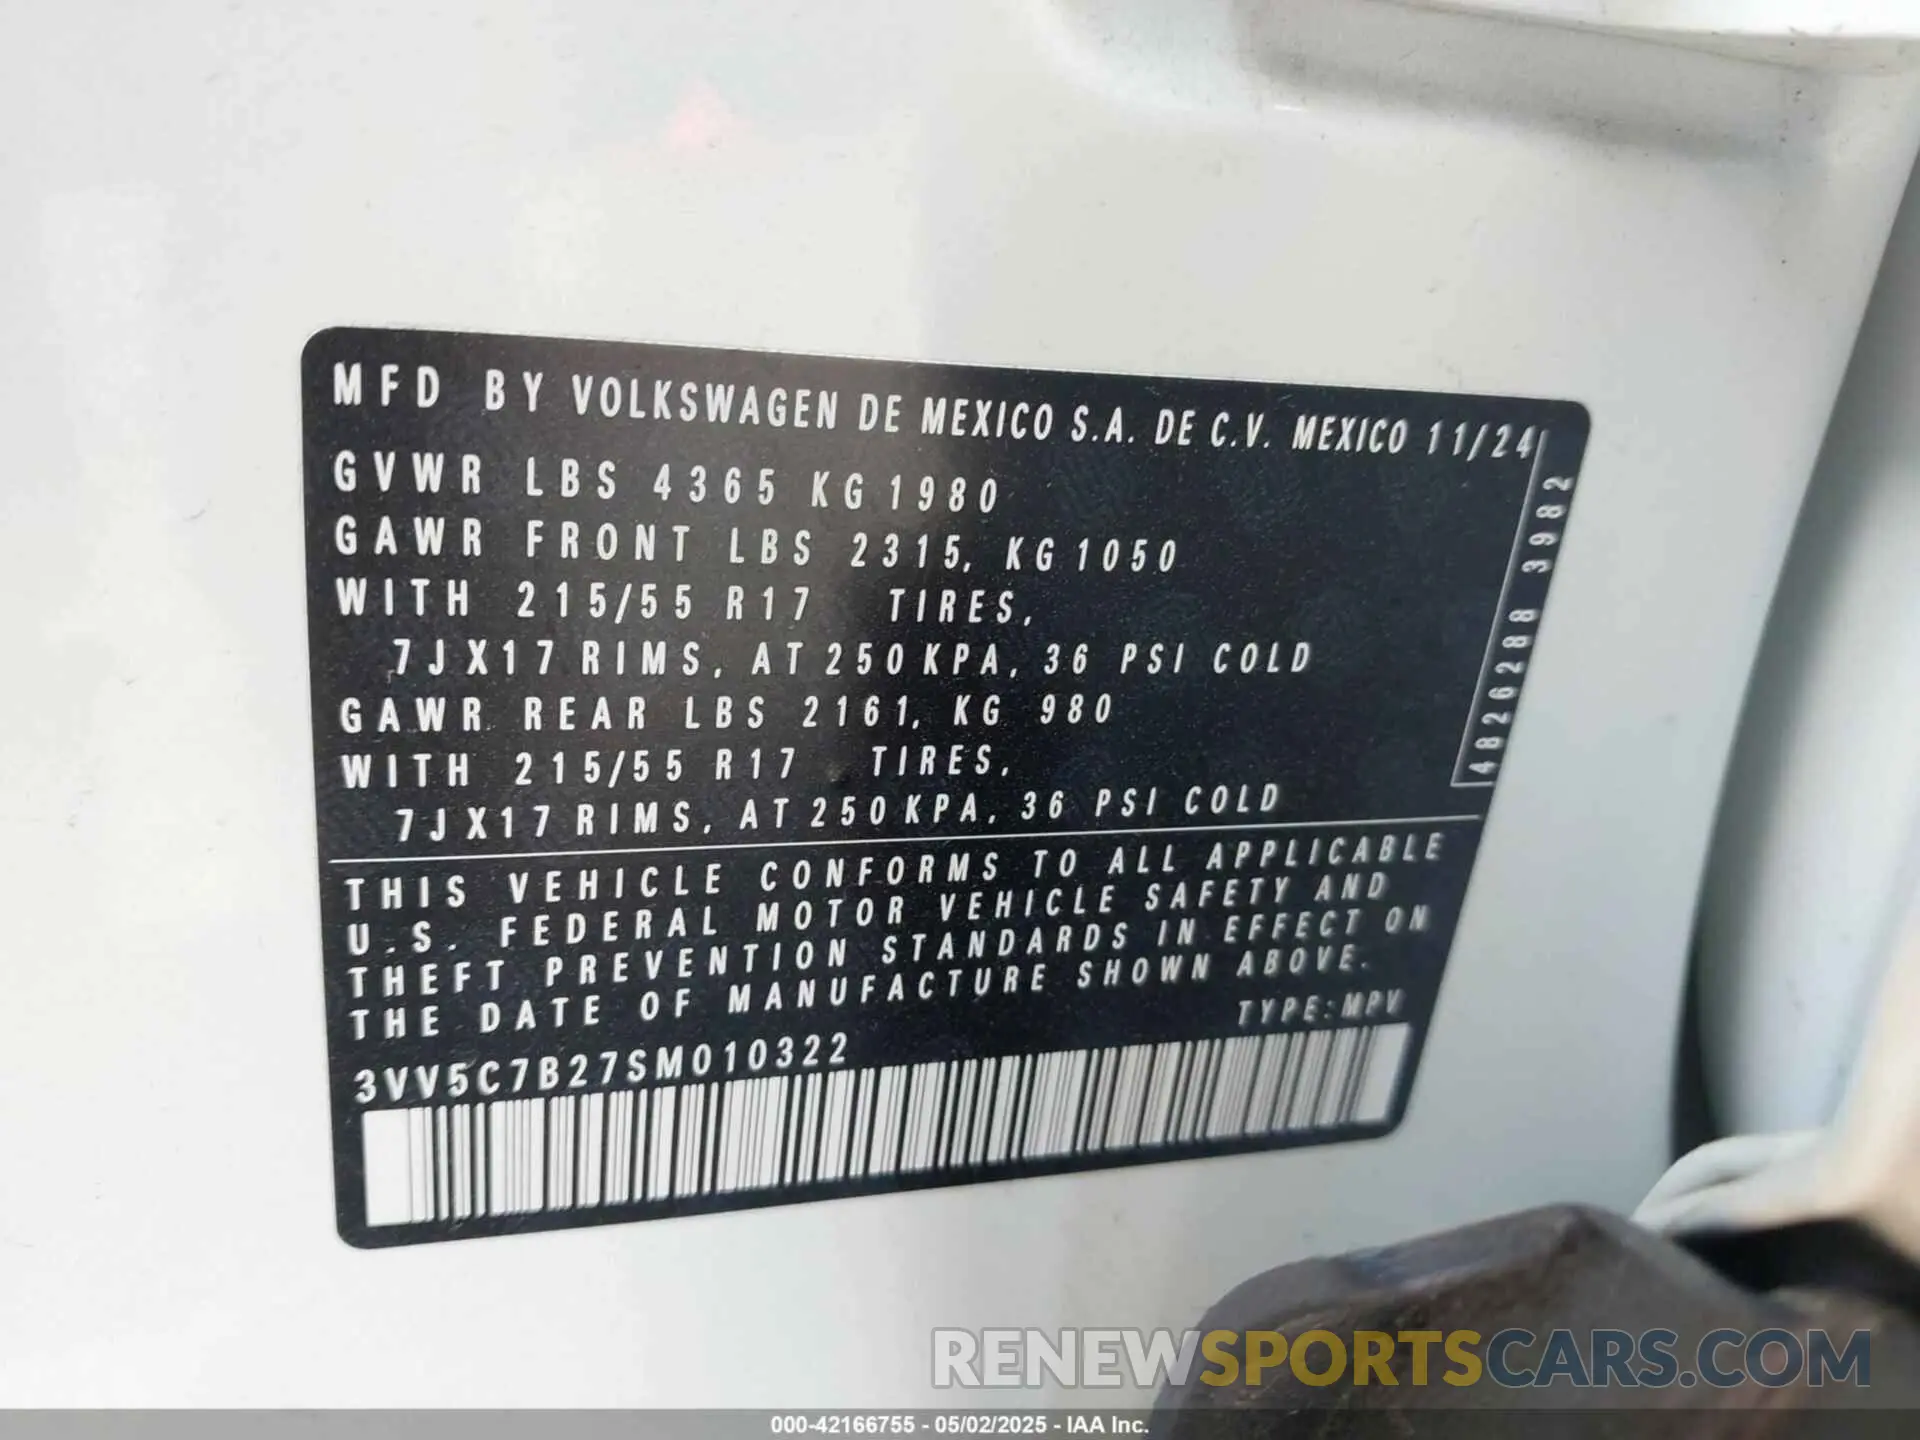 MFD BY VOLKSWAGEN DE MEXICO S.A. DE C.V. MEXICO 11/24
GVWR LBS 4365 KG 1980
GAWR FRONT LBS 2315, KG 1050
WITH 215/55 R17 TIRES,
7JX17 RIMS, AT 250 KPA, 36 PSI COLD
GAWR REAR LBS 2161, KG 980
WITH 215/55 R17 TIRES,
7JX17 RIMS, AT 250 KPA, 36 PSI COLD
4826288 3982
THIS VEHICLE CONFORMS TO ALL APPLICABLE
U.S. FEDERAL MOTOR VEHICLE SAFETY AND
THEFT PREVENTION STANDARDS IN EFFECT ON
THE DATE OF MANUFACTURE SHOWN ABOVE.
TYPE: MPV
3VV5C7B27SM010322
RENEWSPORTSCARS.COM
000-42166755 - 05/02/2025 - IAA Inc.